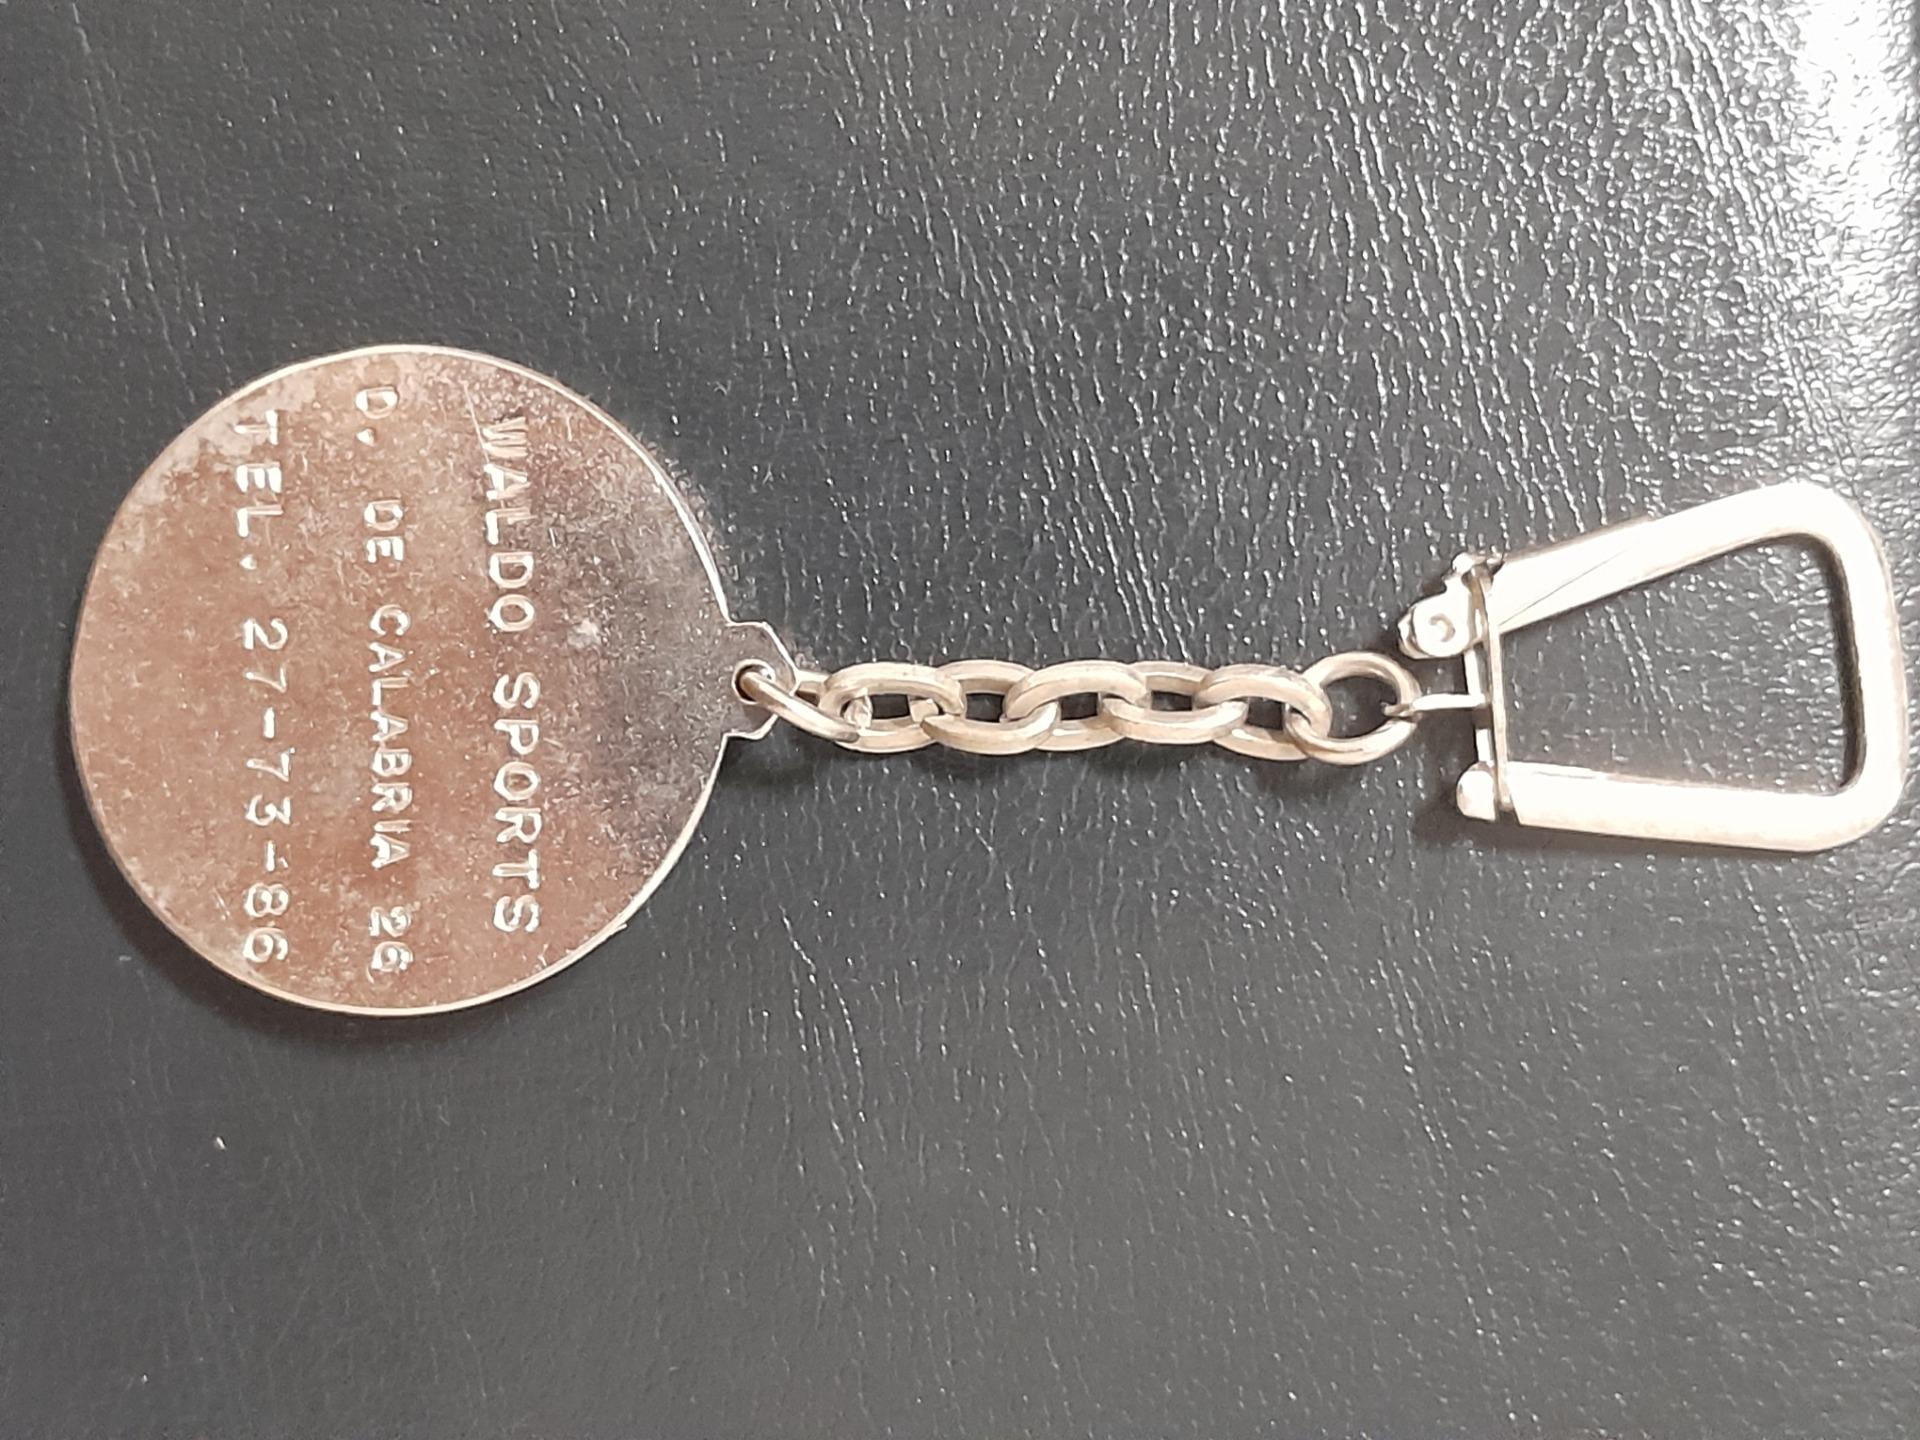 WALDO SPORTS
D. DE CALABRIA 26
TEL. 27-73-86